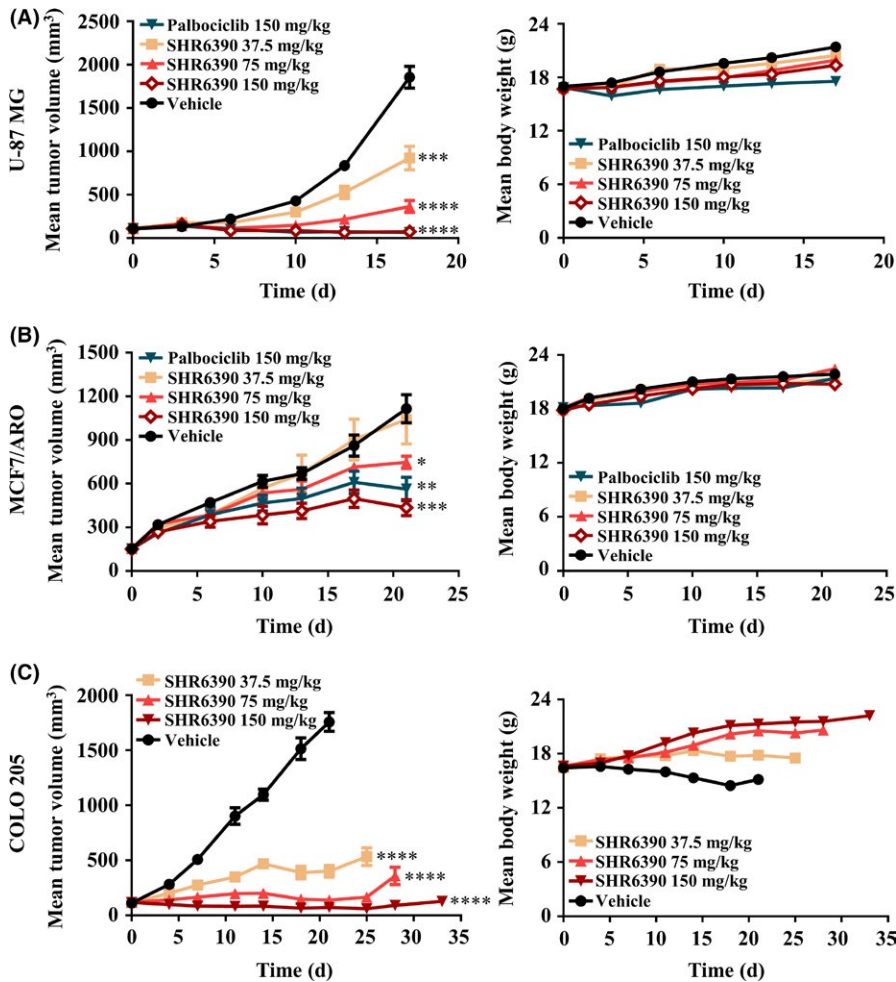 (A)
U-87 MG
Mean tumor volume (mm³)
2500
2000
1500
1000
500
0
Palbociclib 150 mg/kg
SHR6390 37.5 mg/kg
SHR6390 75 mg/kg
SHR6390 150 mg/kg
Vehicle
***
****
****
0 5 10 15 20
Time (d)
Mean body weight (g)
24
18
12
6
0
Palbociclib 150 mg/kg
SHR6390 37.5 mg/kg
SHR6390 75 mg/kg
SHR6390 150 mg/kg
Vehicle
0 5 10 15 20
Time (d)
(B)
MCF7/ARO
Mean tumor volume (mm³)
1500
1200
900
600
300
0
Palbociclib 150 mg/kg
SHR6390 37.5 mg/kg
SHR6390 75 mg/kg
SHR6390 150 mg/kg
Vehicle
*
**
***
0 5 10 15 20 25
Time (d)
Mean body weight (g)
24
18
12
6
0
Palbociclib 150 mg/kg
SHR6390 37.5 mg/kg
SHR6390 75 mg/kg
SHR6390 150 mg/kg
Vehicle
0 5 10 15 20 25
Time (d)
(C)
COLO 205
Mean tumor volume (mm³)
2000
1500
1000
500
0
SHR6390 37.5 mg/kg
SHR6390 75 mg/kg
SHR6390 150 mg/kg
Vehicle
****
****
****
0 5 10 15 20 25 30 35
Time (d)
Mean body weight (g)
24
18
12
6
0
SHR6390 37.5 mg/kg
SHR6390 75 mg/kg
SHR6390 150 mg/kg
Vehicle
0 5 10 15 20 25 30 35
Time (d)